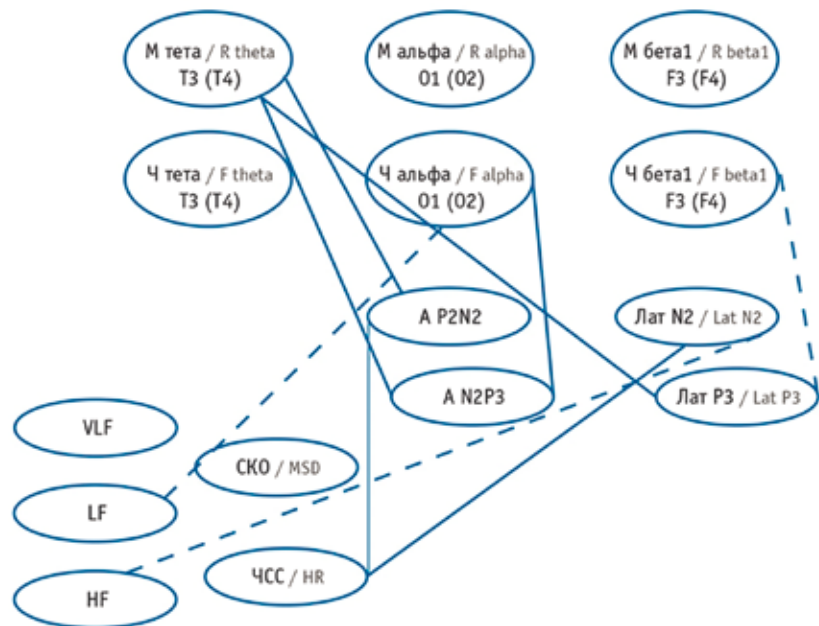 М тета / R theta
T3 (T4)
М альфа / R alpha
O1 (O2)
М бета1 / R beta1
F3 (F4)
Ч тета / F theta
T3 (T4)
Ч альфа / F alpha
O1 (O2)
Ч бета1 / F beta1
F3 (F4)
A P2N2
Лат N2 / Lat N2
A N2P3
Лат P3 / Lat P3
VLF
СКО / MSD
LF
ЧСС / HR
HF